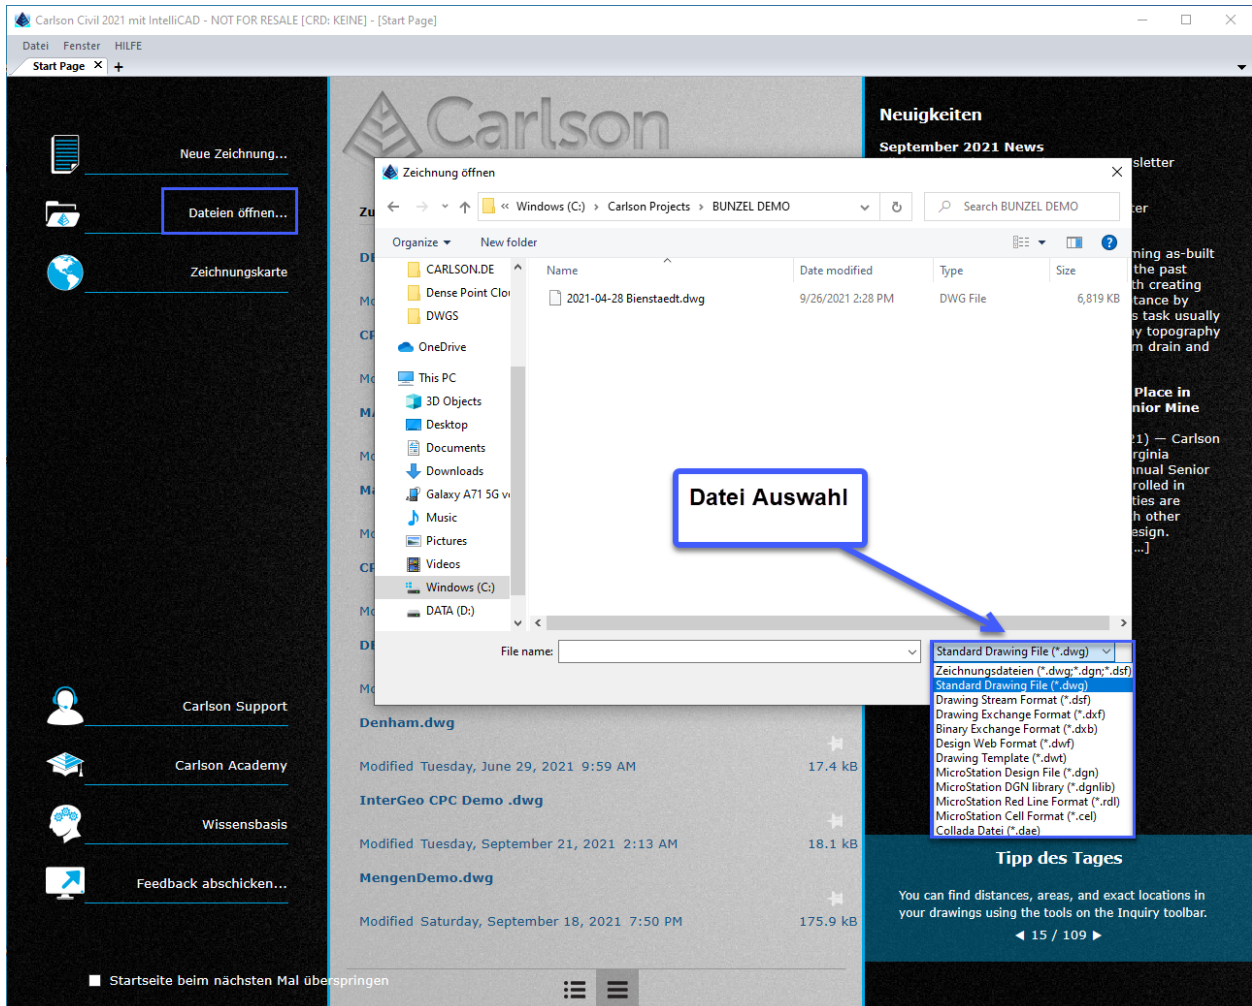 Carlson Civil 2021 mit IntelliCAD - NOT FOR RESALE [CRD: KEINE] - [Start Page]
Datei Fenster HILFE
Start Page
Neue Zeichnung...
Dateien öffnen...
Zeichnungskarte
Carlson Support
Carlson Academy
Wissensbasis
Feedback abschicken...
Startseite beim nächsten Mal überspringen
Carlson
Zeichnung öffnen
« Windows (C:) › Carlson Projects › BUNZEL DEMO
Search BUNZEL DEMO
Organize
New folder
CARLSON.DE
Dense Point Clo
DWGS
OneDrive
This PC
3D Objects
Desktop
Documents
Downloads
Galaxy A71 5G v
Music
Pictures
Videos
Windows (C:)
DATA (D:)
Name Date modified Type Size
2021-04-28 Bienstaedt.dwg 9/26/2021 2:28 PM DWG File 6,819 KB
Datei Auswahl
File name:
Standard Drawing File (*.dwg)
Zeichnungsdateien (*.dwg;*.dgn;*.dsf)
Standard Drawing File (*.dwg)
Drawing Stream Format (*.dsf)
Drawing Exchange Format (*.dxf)
Binary Exchange Format (*.dxb)
Design Web Format (*.dwf)
Drawing Template (*.dwt)
MicroStation Design File (*.dgn)
MicroStation DGN library (*.dgnlib)
MicroStation Red Line Format (*.rdl)
MicroStation Cell Format (*.cel)
Collada Datei (*.dae)
Denham.dwg
Modified Tuesday, June 29, 2021 9:59 AM 17.4 kB
InterGeo CPC Demo .dwg
Modified Tuesday, September 21, 2021 2:13 AM 18.1 kB
MengenDemo.dwg
Modified Saturday, September 18, 2021 7:50 PM 175.9 kB
Neuigkeiten
September 2021 News
sletter
ter
ming as-built
the past
th creating
tance by
s task usually
y topography
m drain and
Place in
nior Mine
21) — Carlson
rginia
nnual Senior
rolled in
ties are
h other
esign.
...]
Tipp des Tages
You can find distances, areas, and exact locations in
your drawings using the tools on the Inquiry toolbar.
15 / 109